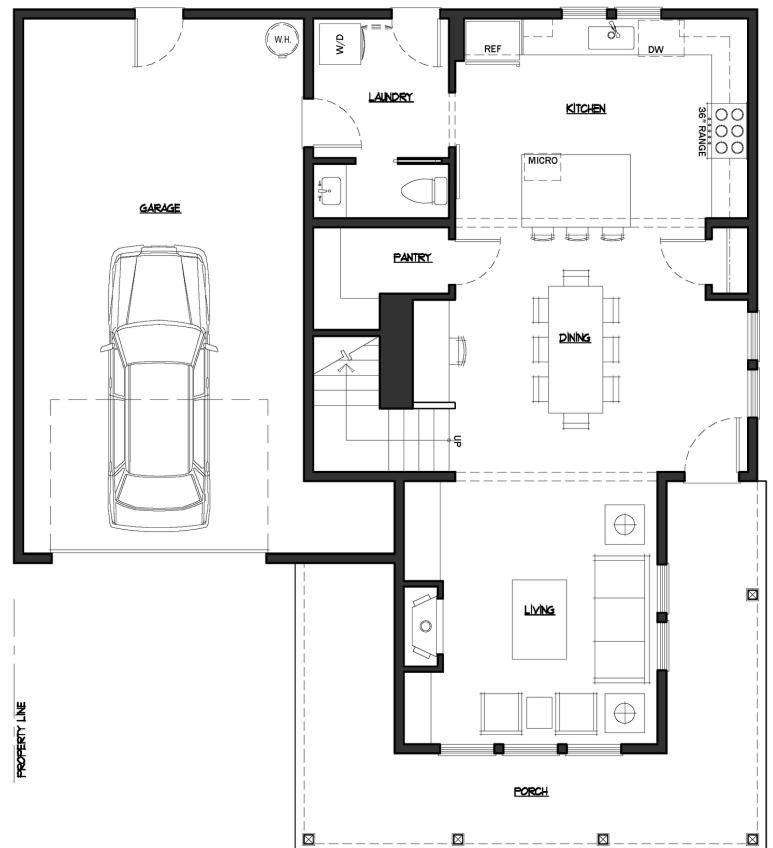 W.H.
W/D
REF
DW
LAUNDRY
KITCHEN
36" RANGE
MICRO
GARAGE
PANTRY
DINING
UP
LIVING
PROPERTY LINE
PORCH